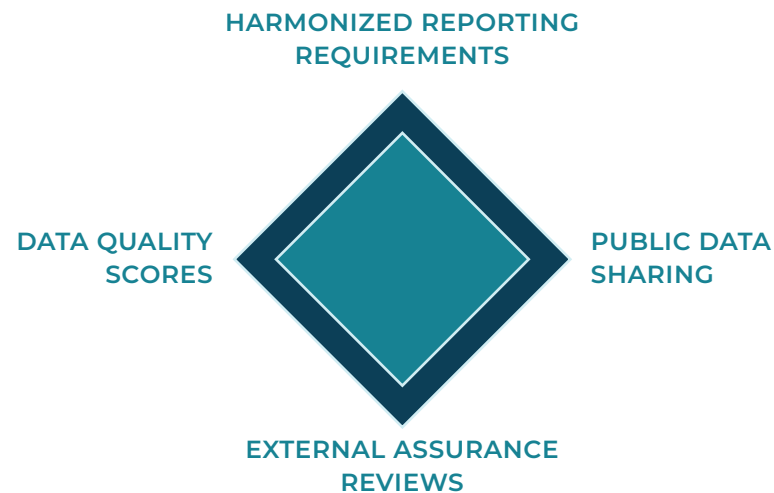 HARMONIZED REPORTING
REQUIREMENTS
DATA QUALITY
SCORES
PUBLIC DATA
SHARING
EXTERNAL ASSURANCE
REVIEWS